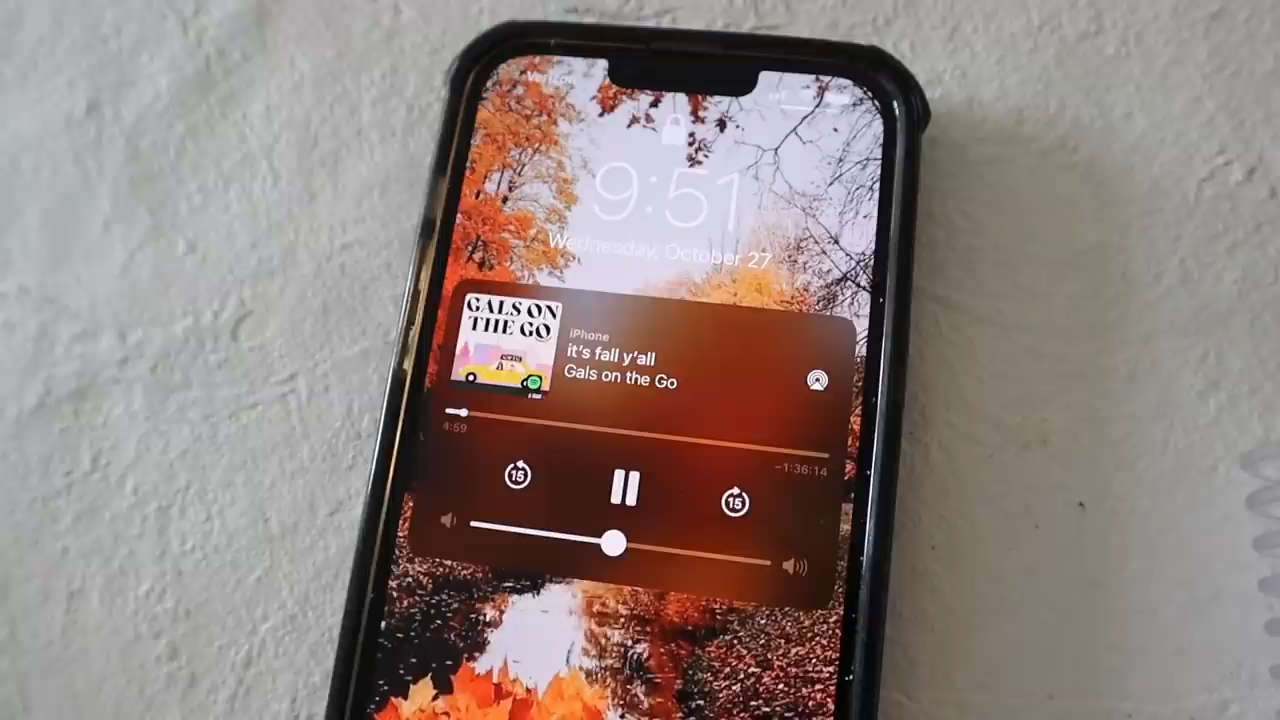 Verizon
9:51
Wednesday, October 27
GALS ON
THE GO
iPhone
it's fall y'all
Gals on the Go
4:59
-1:36:14
15
15